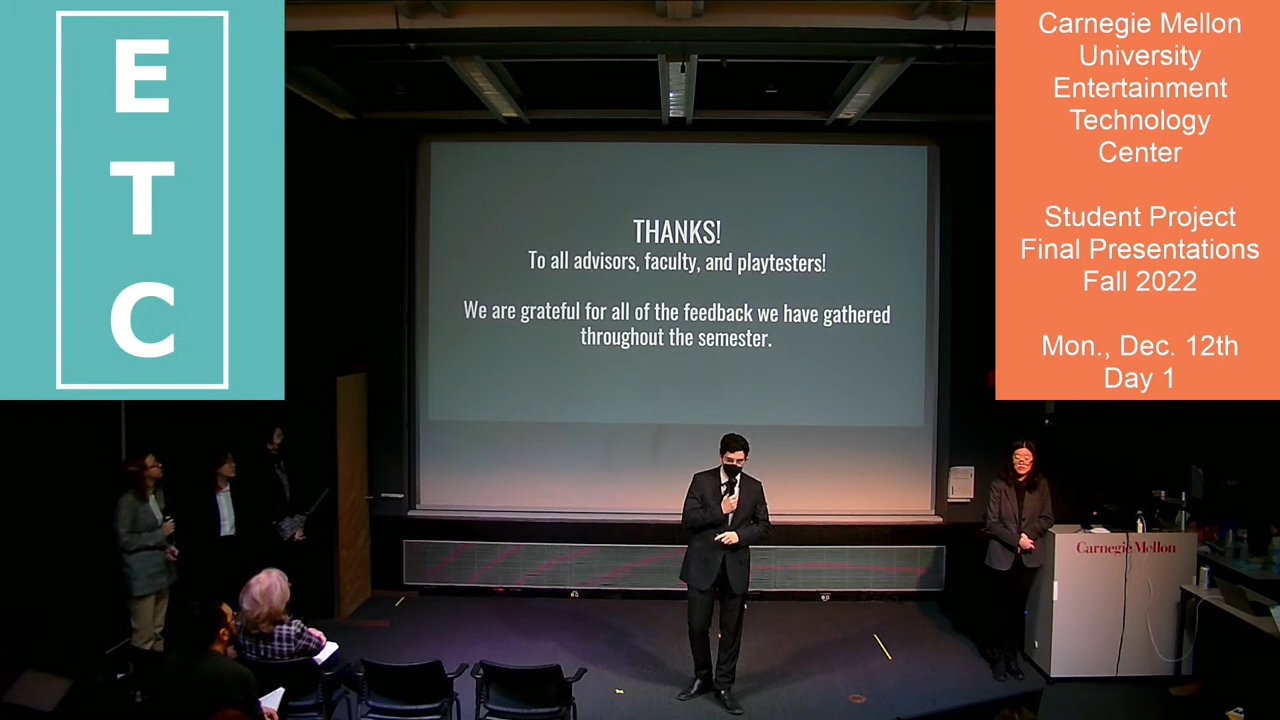 E
T
C
THANKS!
To all advisors, faculty, and playtesters!
We are grateful for all of the feedback we have gathered
throughout the semester.
Carnegie Mellon
University
Entertainment
Technology
Center
Student Project
Final Presentations
Fall 2022
Mon., Dec. 12th
Day 1
Carnegie Mellon